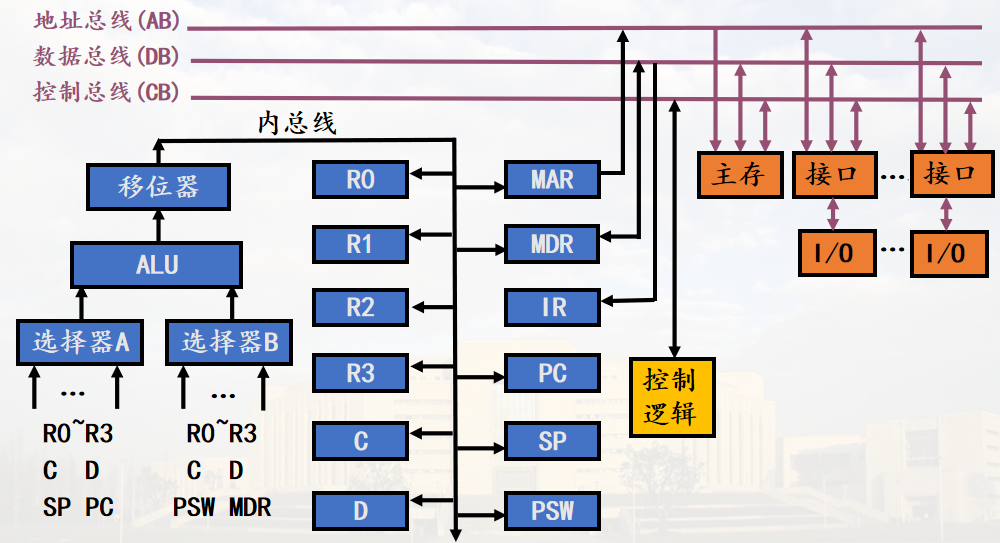 地址总线(AB)
数据总线(DB)
控制总线(CB)
内总线
移位器
ALU
选择器A
选择器B
...
...
R0~R3
C D
SP PC
R0~R3
C D
PSW MDR
R0
R1
R2
R3
C
D
MAR
MDR
IR
PC
SP
PSW
控制
逻辑
主存
接口
...
接口
I/O
...
I/O